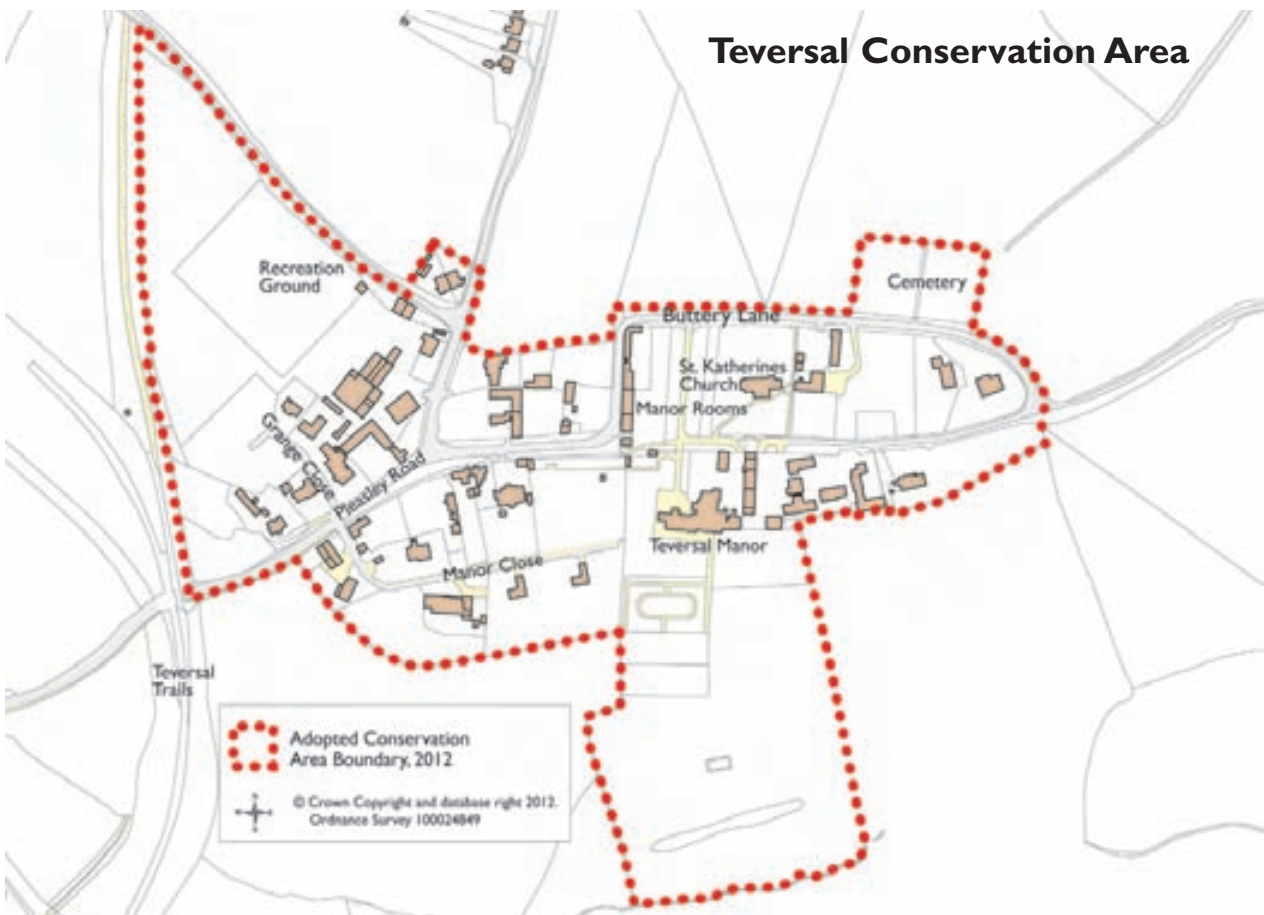 Teversal Conservation Area
Recreation
Ground
Cemetery
Buttery Lane
St. Katherines
Church
Manor Rooms
Grange Close
Pleasley Road
Teversal Manor
Manor Close
Teversal
Trails
Adopted Conservation
Area Boundary, 2012
© Crown Copyright and database right 2012.
Ordnance Survey 100024849